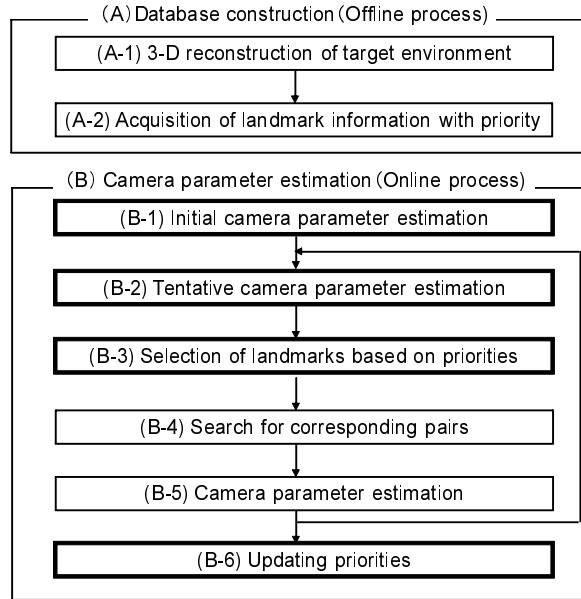 (A) Database construction (Offline process)
(A-1) 3-D reconstruction of target environment
(A-2) Acquisition of landmark information with priority
(B) Camera parameter estimation (Online process)
(B-1) Initial camera parameter estimation
(B-2) Tentative camera parameter estimation
(B-3) Selection of landmarks based on priorities
(B-4) Search for corresponding pairs
(B-5) Camera parameter estimation
(B-6) Updating priorities